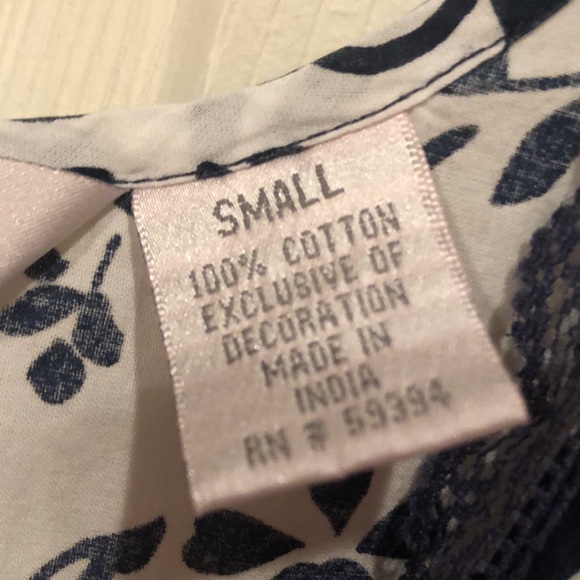 SMALL
100% COTTON
EXCLUSIVE OF
DECORATION
MADE IN
INDIA
RN # 59394